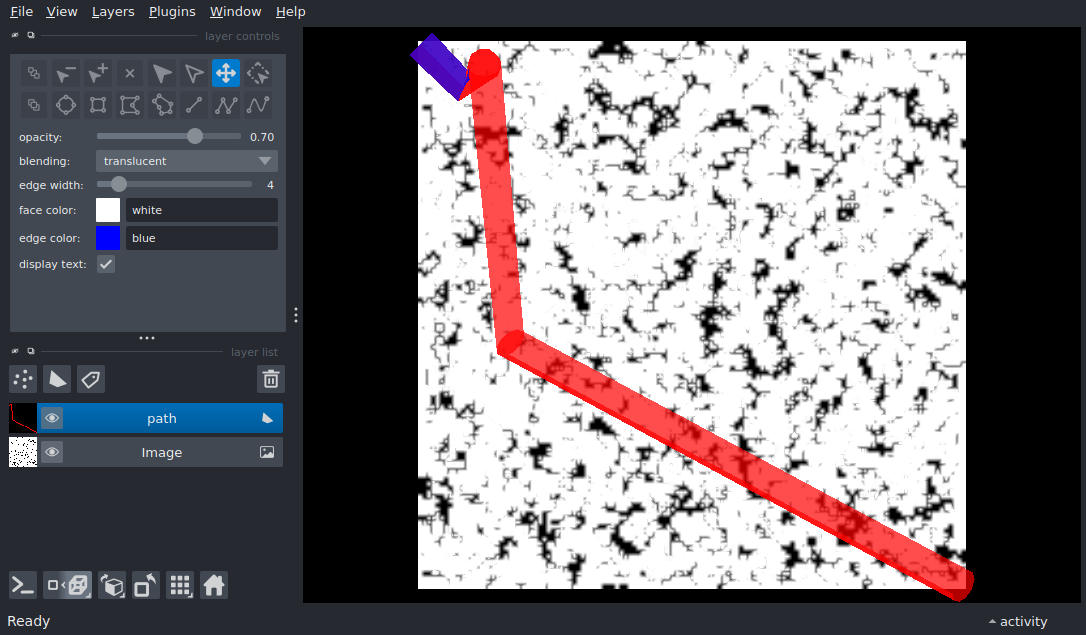 File View Layers Plugins Window Help
layer controls
opacity: 0.70
blending: translucent
edge width: 4
face color: white
edge color: blue
display text:
layer list
path
Image
Ready
activity